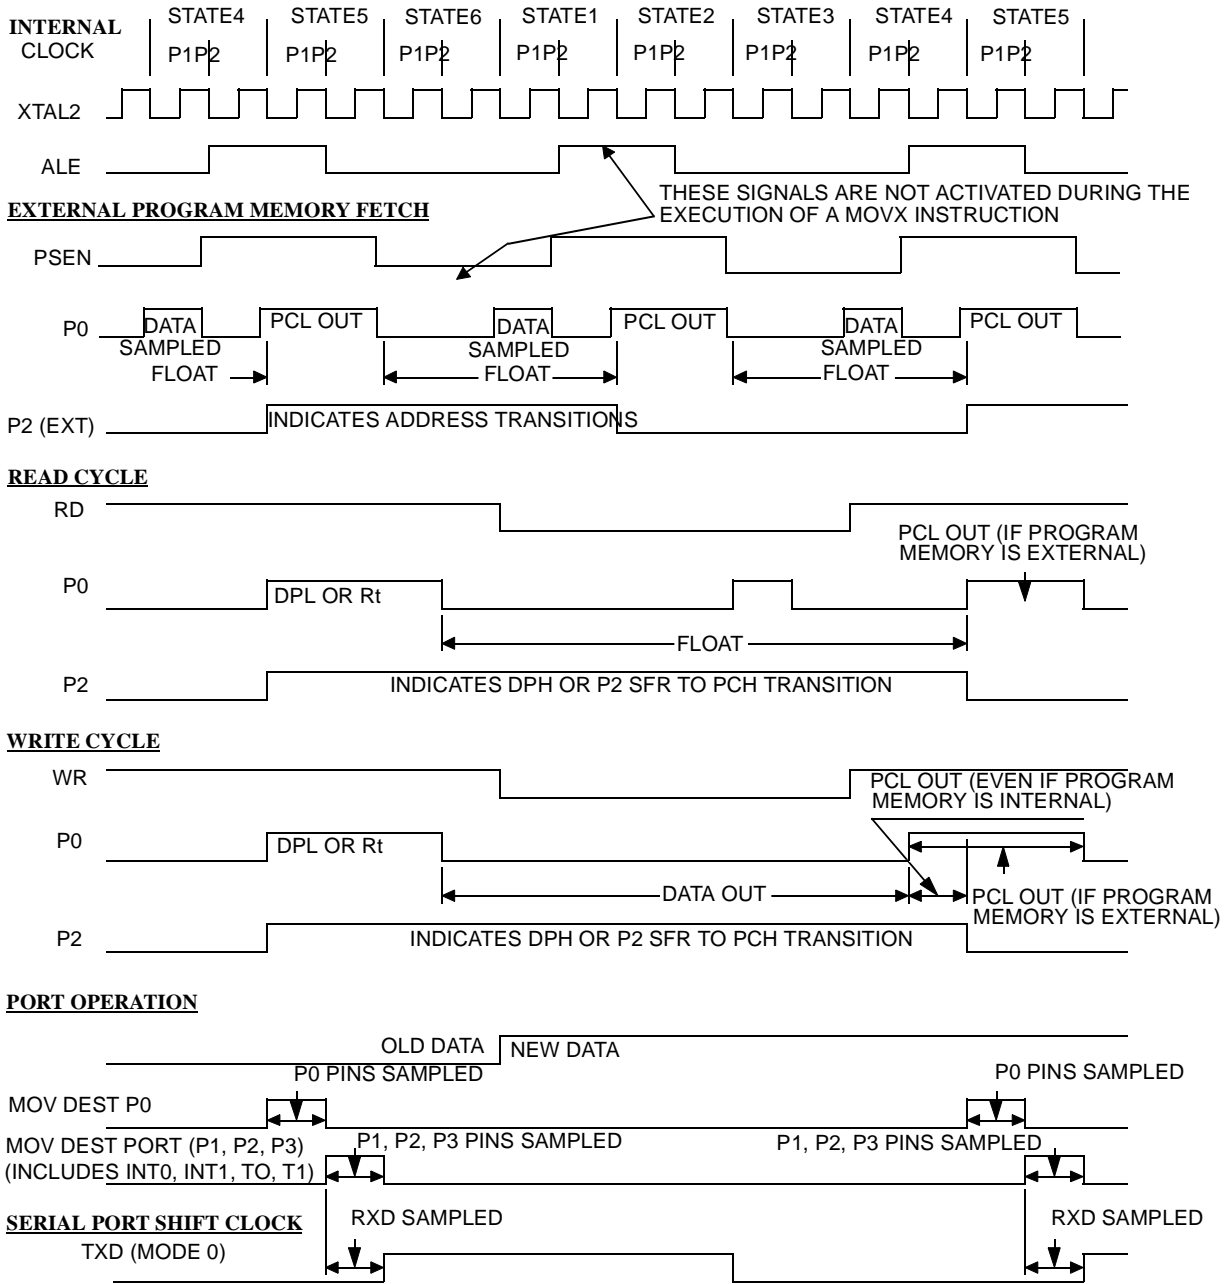 INTERNAL CLOCK
STATE4 STATE5 STATE6 STATE1 STATE2 STATE3 STATE4 STATE5
P1P2 P1P2 P1P2 P1P2 P1P2 P1P2 P1P2 P1P2
XTAL2
ALE
THESE SIGNALS ARE NOT ACTIVATED DURING THE
EXECUTION OF A MOVX INSTRUCTION
EXTERNAL PROGRAM MEMORY FETCH
PSEN
P0
DATA PCL OUT DATA PCL OUT DATA PCL OUT
SAMPLED SAMPLED SAMPLED
FLOAT FLOAT FLOAT
P2 (EXT)
INDICATES ADDRESS TRANSITIONS
READ CYCLE
RD
PCL OUT (IF PROGRAM
MEMORY IS EXTERNAL)
P0
DPL OR Rt
FLOAT
P2
INDICATES DPH OR P2 SFR TO PCH TRANSITION
WRITE CYCLE
WR
PCL OUT (EVEN IF PROGRAM
MEMORY IS INTERNAL)
P0
DPL OR Rt
DATA OUT
PCL OUT (IF PROGRAM
MEMORY IS EXTERNAL)
P2
INDICATES DPH OR P2 SFR TO PCH TRANSITION
PORT OPERATION
OLD DATA NEW DATA
P0 PINS SAMPLED P0 PINS SAMPLED
MOV DEST P0
MOV DEST PORT (P1, P2, P3)
(INCLUDES INT0, INT1, TO, T1)
P1, P2, P3 PINS SAMPLED P1, P2, P3 PINS SAMPLED
SERIAL PORT SHIFT CLOCK
TXD (MODE 0)
RXD SAMPLED RXD SAMPLED